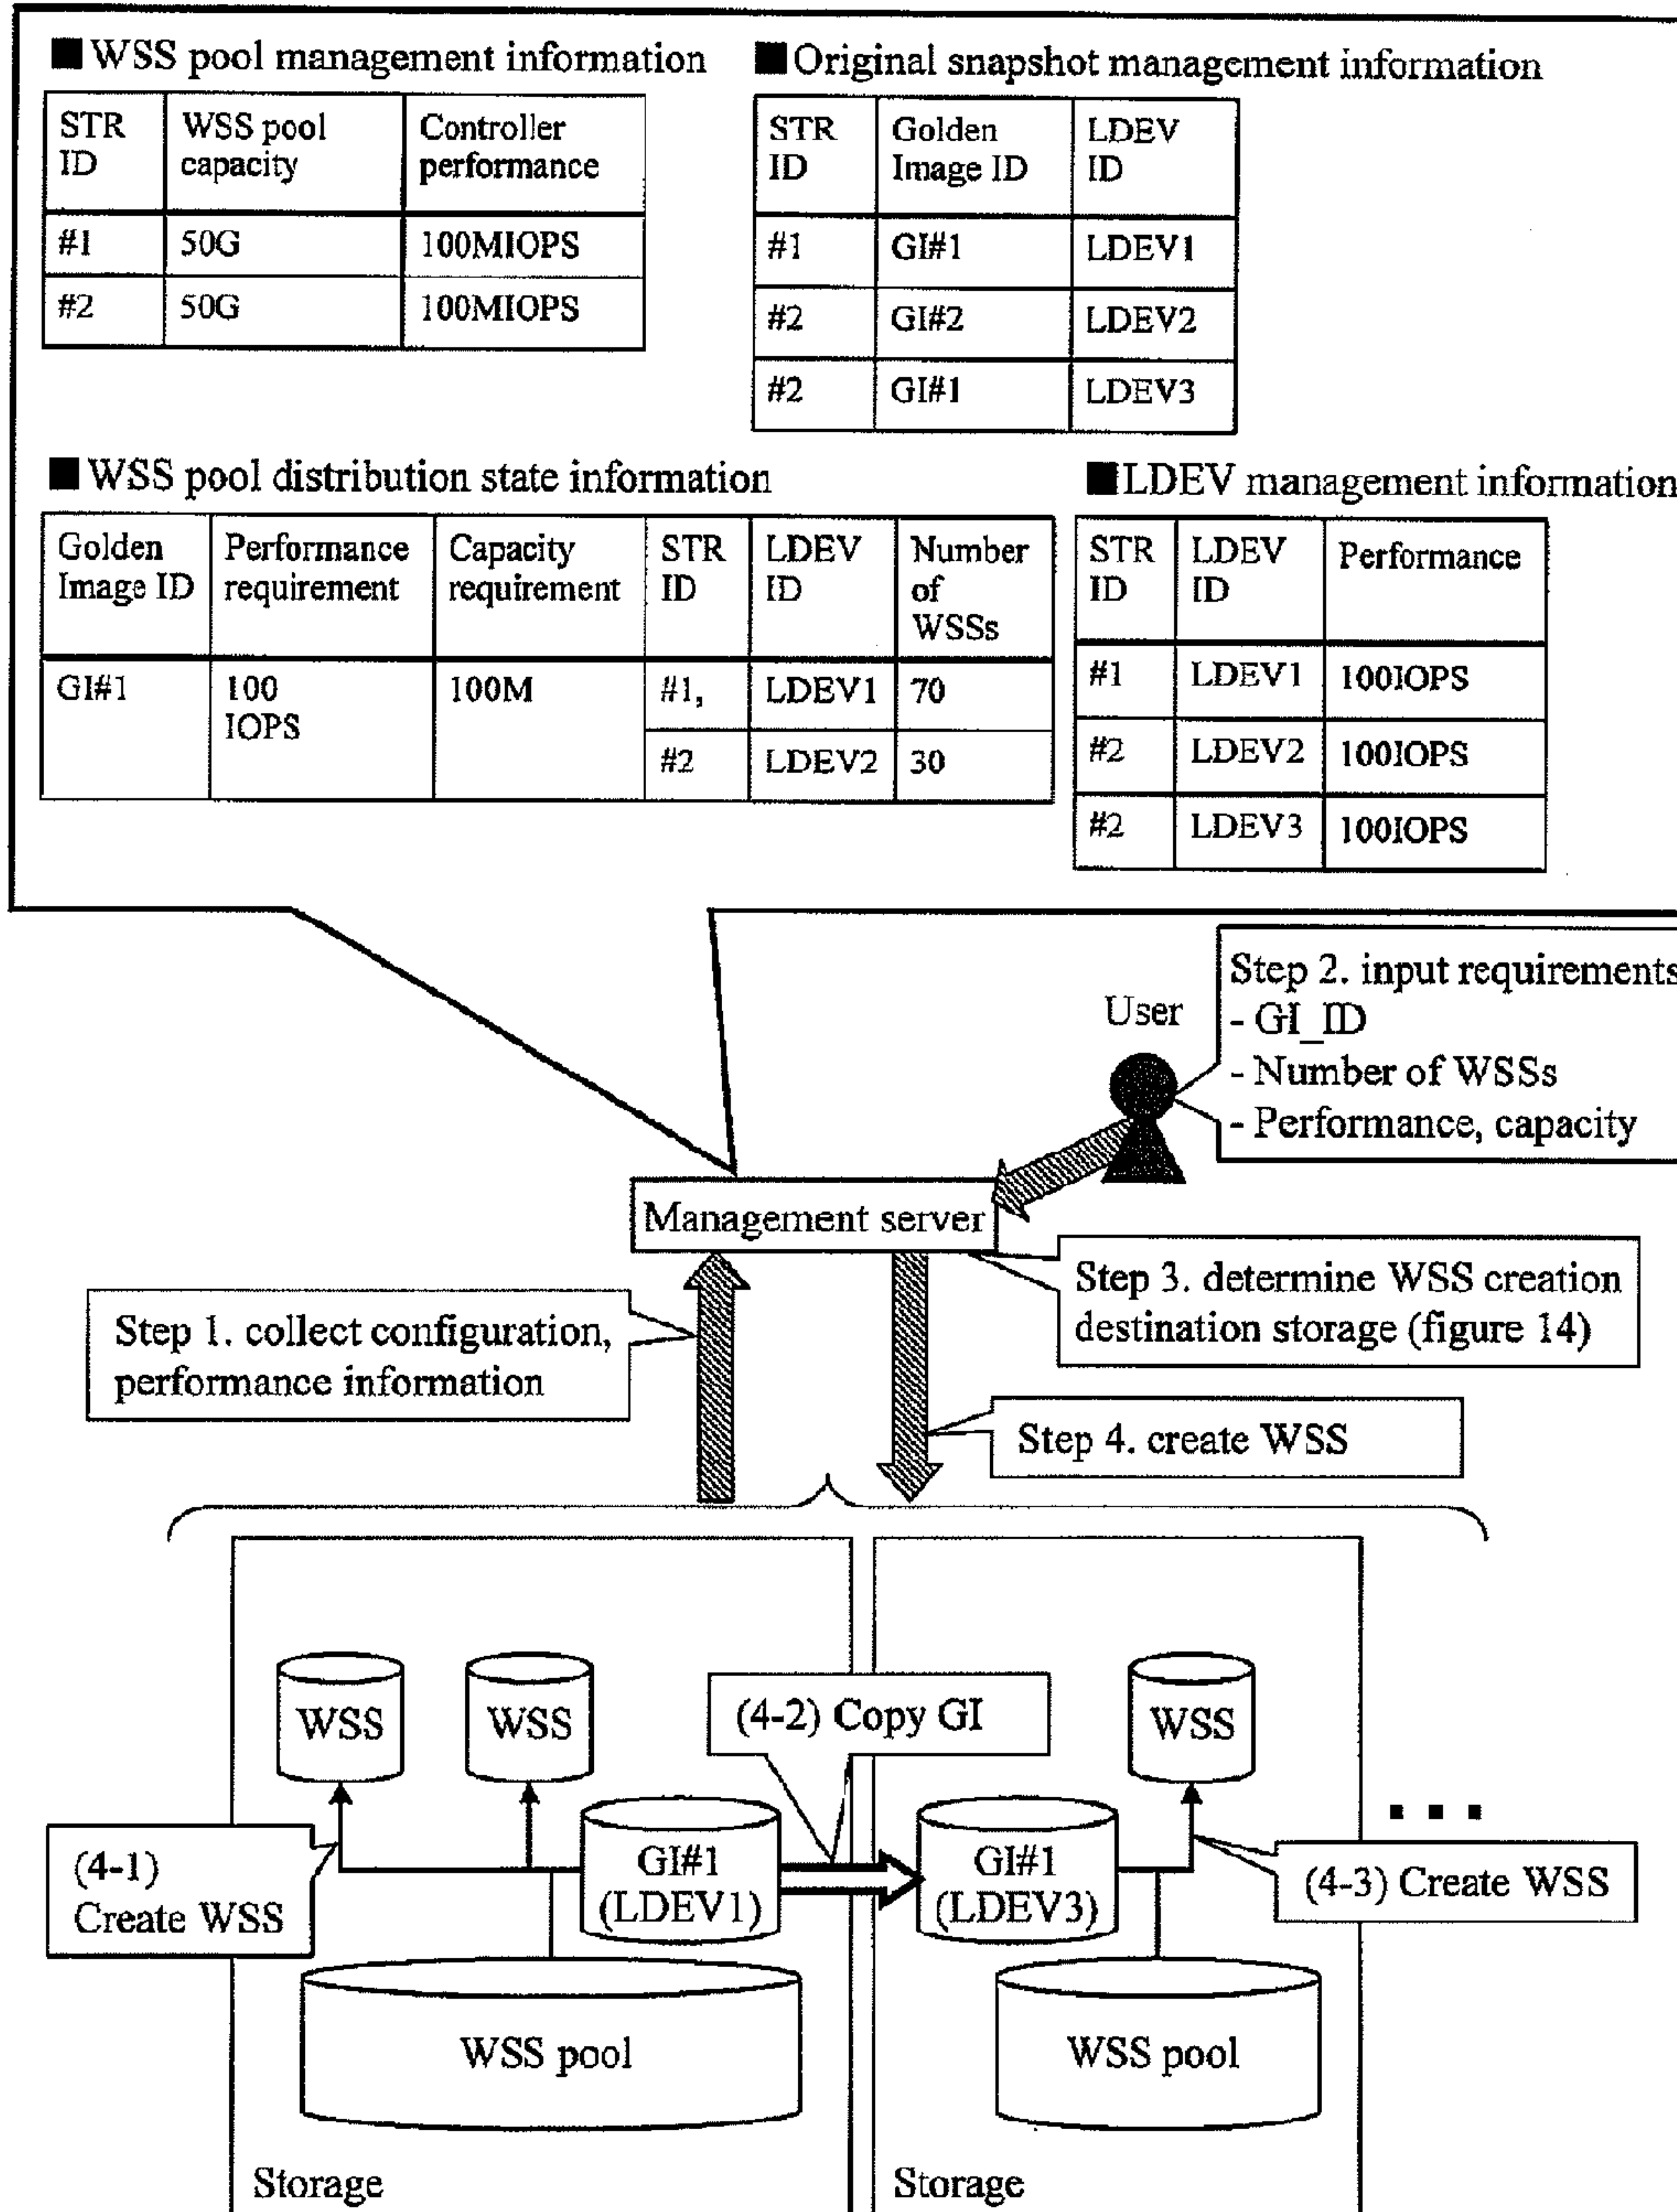 ■ WSS pool management information
STR ID | WSS pool capacity | Controller performance
#1 | 50G | 100MIOPS
#2 | 50G | 100MIOPS
■ Original snapshot management information
STR ID | Golden Image ID | LDEV ID
#1 | GI#1 | LDEV1
#2 | GI#2 | LDEV2
#2 | GI#1 | LDEV3
■ WSS pool distribution state information
Golden Image ID | Performance requirement | Capacity requirement | STR ID | LDEV ID | Number of WSSs
GI#1 | 100 IOPS | 100M | #1, | LDEV1 | 70
#2 | LDEV2 | 30
■ LDEV management information
STR ID | LDEV ID | Performance
#1 | LDEV1 | 100IOPS
#2 | LDEV2 | 100IOPS
#2 | LDEV3 | 100IOPS
User
Step 2. input requirements
- GI_ID
- Number of WSSs
- Performance, capacity
Management server
Step 3. determine WSS creation
destination storage (figure 14)
Step 1. collect configuration,
performance information
Step 4. create WSS
WSS
WSS
(4-2) Copy GI
WSS
(4-1)
Create WSS
GI#1
(LDEV1)
GI#1
(LDEV3)
(4-3) Create WSS
▪ ▪ ▪
WSS pool
WSS pool
Storage
Storage